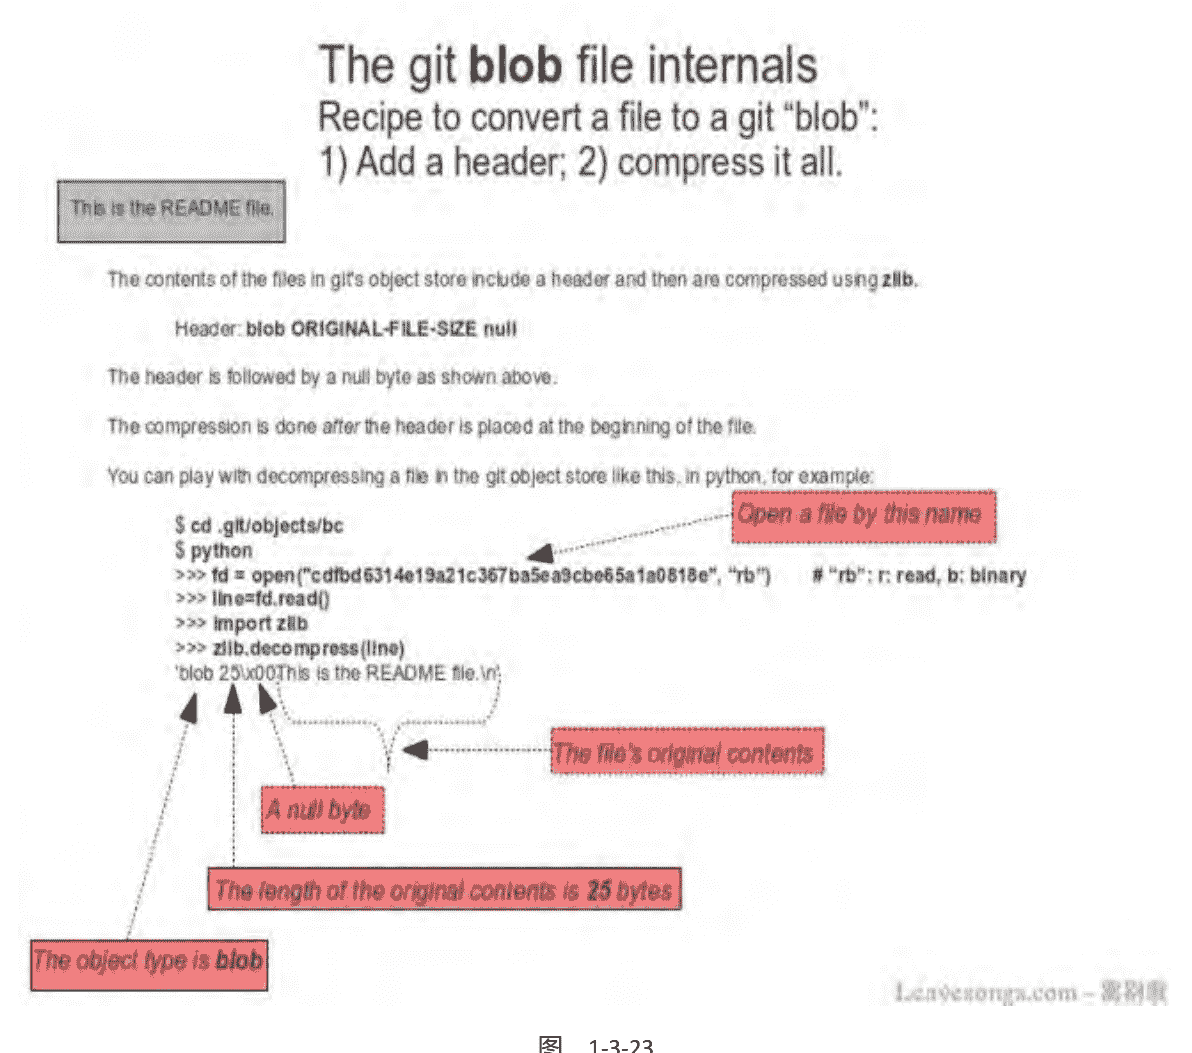 The git blob file internals
Recipe to convert a file to a git “blob”:
1) Add a header; 2) compress it all.
This is the README file.
The contents of the files in git's object store include a header and then are compressed using zlib.
Header: blob ORIGINAL-FILE-SIZE null
The header is followed by a null byte as shown above.
The compression is done after the header is placed at the beginning of the file.
You can play with decompressing a file in the git object store like this, in python, for example:
Open a file by this name
$ cd .git/objects/bc
$ python
>>> fd = open("cdfbd6314e19a21c367ba5ea9cbe65a1a0818e", “rb”) # “rb”: r: read, b: binary
>>> line=fd.read()
>>> import zlib
>>> zlib.decompress(line)
'blob 25\x00This is the README file.\n'
The file's original contents
A null byte
The length of the original contents is 25 bytes
The object type is blob
Leavesongs.com –
图 1-3-23